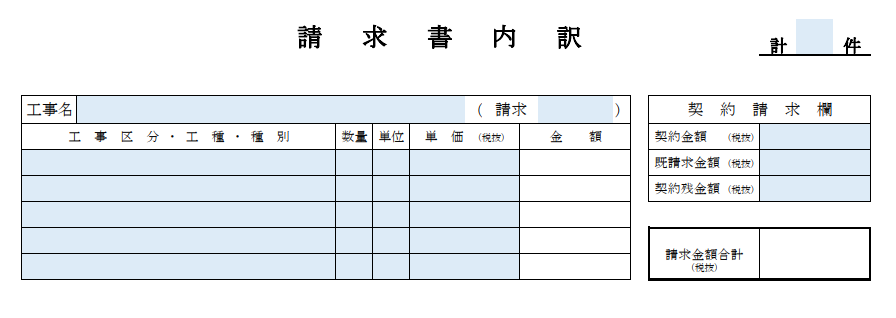 請求書内訳
計 件
工事名 ( 請求 )
工事区分・工種・種別 数量 単位 単価 (税抜) 金額
契約請求欄
契約金額 (税抜)
既請求金額 (税抜)
契約残金額 (税抜)
請求金額合計
(税抜)